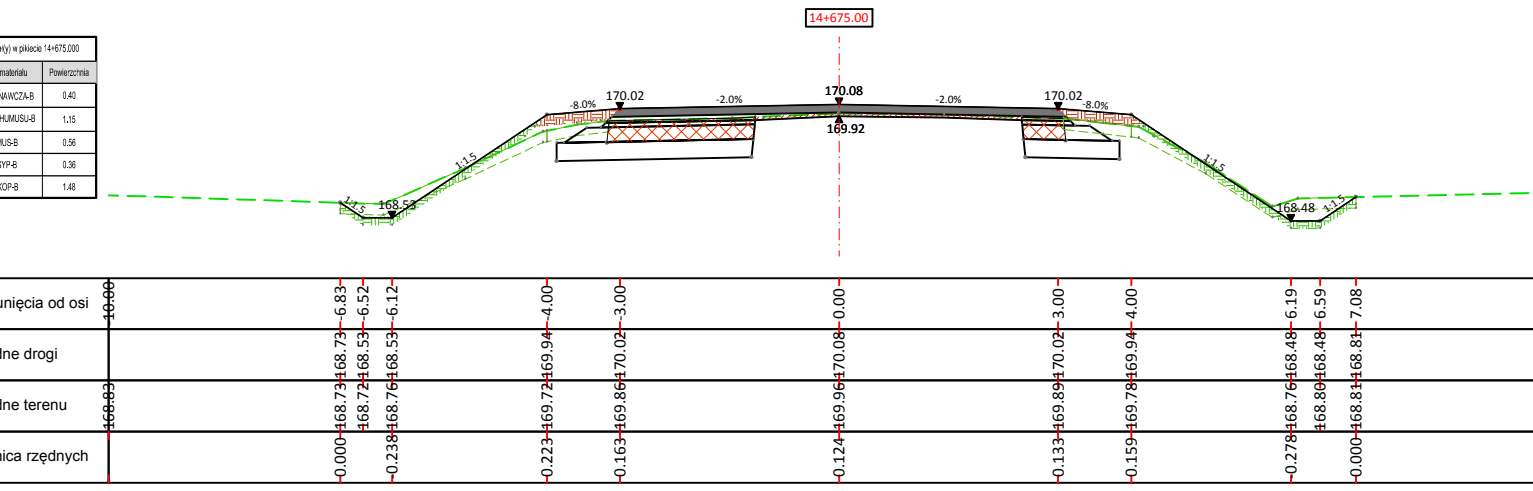 14+675.00
w pikiecie 14+675.000
materiału Powierzchnia
NAWCZA-B 0.40
HUMUSU-B 1.15
MUS-B 0.56
SYP-B 0.36
KOP-B 1.48
-8.0% 170.02 -2.0% 170.08 -2.0% 170.02 -8.0%
169.92
1:1.5 1:1.5
1:1.5 168.53 168.48 1:1.5
unięcia od osi -10.00 -6.83 -6.52 -6.12 -4.00 -3.00 0.00 3.00 4.00 6.19 6.59 7.08
dne drogi 168.73 168.53 168.53 169.94 170.02 170.08 170.02 169.94 168.48 168.48 168.81
dne terenu 168.83 168.73 168.72 168.76 169.72 169.86 169.96 169.89 169.78 168.76 168.80 168.81
nica rzędnych 0.000 -0.238 0.223 0.163 0.124 0.133 0.159 -0.278 0.000